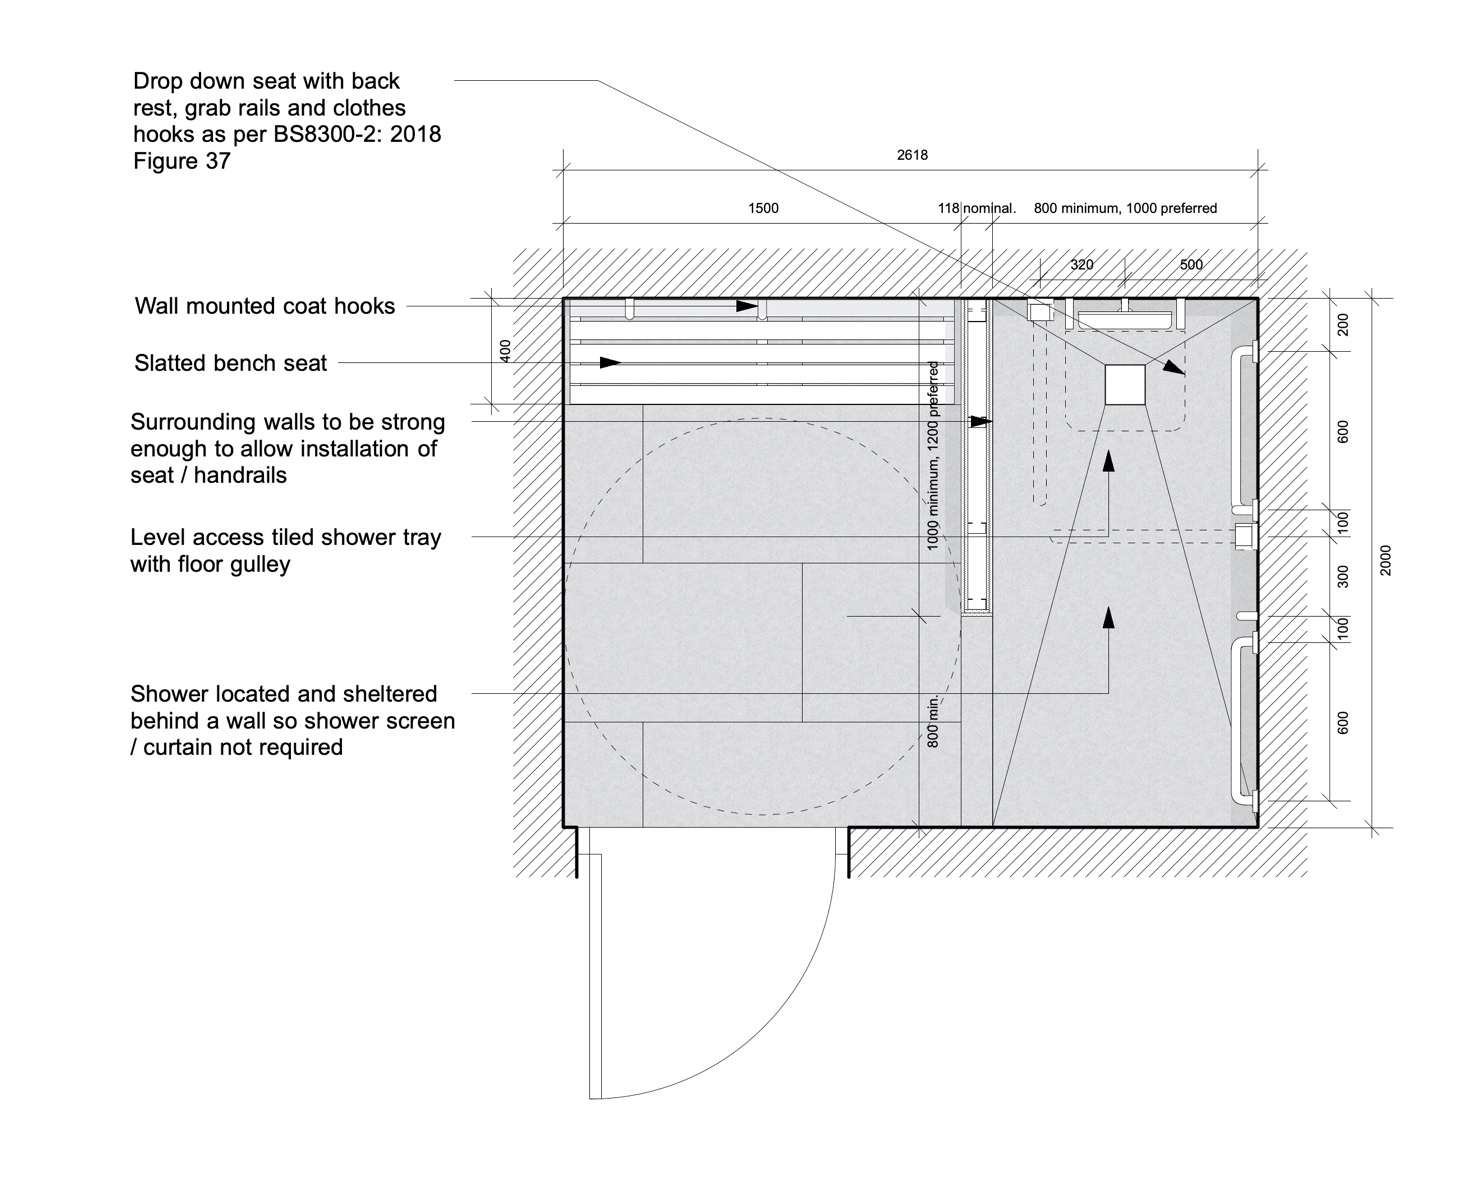 Drop down seat with back
rest, grab rails and clothes
hooks as per BS8300-2: 2018
Figure 37
2618
1500
118 nominal.
800 minimum, 1000 preferred
320
500
Wall mounted coat hooks
400
Slatted bench seat
Surrounding walls to be strong
enough to allow installation of
seat / handrails
Level access tiled shower tray
with floor gulley
Shower located and sheltered
behind a wall so shower screen
/ curtain not required
1000 minimum, 1200 preferred
800 min.
200
600
100
300
100
600
2000